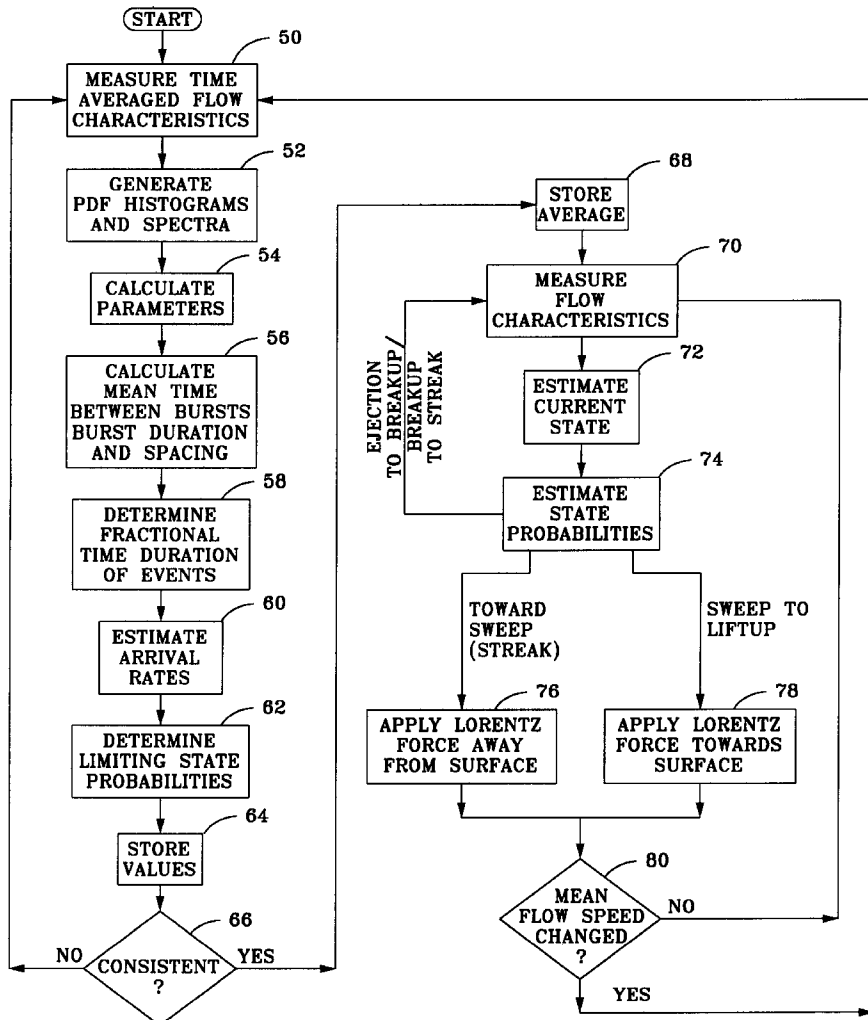 START
50
MEASURE TIME
AVERAGED FLOW
CHARACTERISTICS
52
GENERATE
PDF HISTOGRAMS
AND SPECTRA
54
CALCULATE
PARAMETERS
56
CALCULATE
MEAN TIME
BETWEEN BURSTS
BURST DURATION
AND SPACING
58
DETERMINE
FRACTIONAL
TIME DURATION
OF EVENTS
60
ESTIMATE
ARRIVAL
RATES
62
DETERMINE
LIMITING STATE
PROBABILITIES
64
STORE
VALUES
66
NO
CONSISTENT
?
YES
68
STORE
AVERAGE
70
MEASURE
FLOW
CHARACTERISTICS
EJECTION
TO BREAKUP/
BREAKUP
TO STREAK
72
ESTIMATE
CURRENT
STATE
74
ESTIMATE
STATE
PROBABILITIES
TOWARD
SWEEP
(STREAK)
SWEEP TO
LIFTUP
76
APPLY LORENTZ
FORCE AWAY
FROM SURFACE
78
APPLY LORENTZ
FORCE TOWARDS
SURFACE
80
MEAN
FLOW SPEED
CHANGED
?
NO
YES